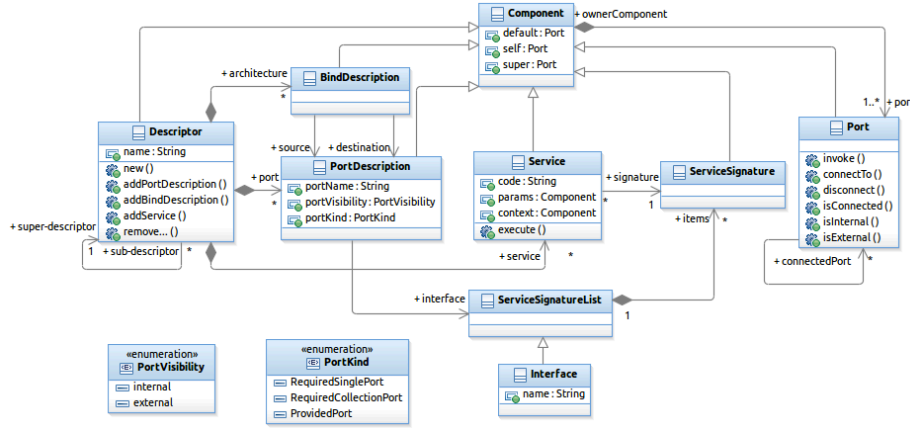 Component
+ ownerComponent
default : Port
self : Port
super : Port
+ architecture
*
BindDescription
1..*
+ por
Descriptor
name : String
new ( )
addPortDescription ( )
addBindDescription ( )
addService ( )
remove... ( )
+ source
+ destination
+ port
*
PortDescription
portName : String
portVisibility : PortVisibility
portKind : PortKind
Service
code : String
params : Component
context : Component
execute ( )
+ signature
*
1
ServiceSignature
Port
invoke ( )
connectTo ( )
disconnect ( )
isConnected ( )
isInternal ( )
isExternal ( )
+ super-descriptor
1
+ sub-descriptor
*
+ service
*
+ items
*
+ connectedPort
*
+ interface
ServiceSignatureList
1
«enumeration»
PortVisibility
internal
external
«enumeration»
PortKind
RequiredSinglePort
RequiredCollectionPort
ProvidedPort
Interface
name : String